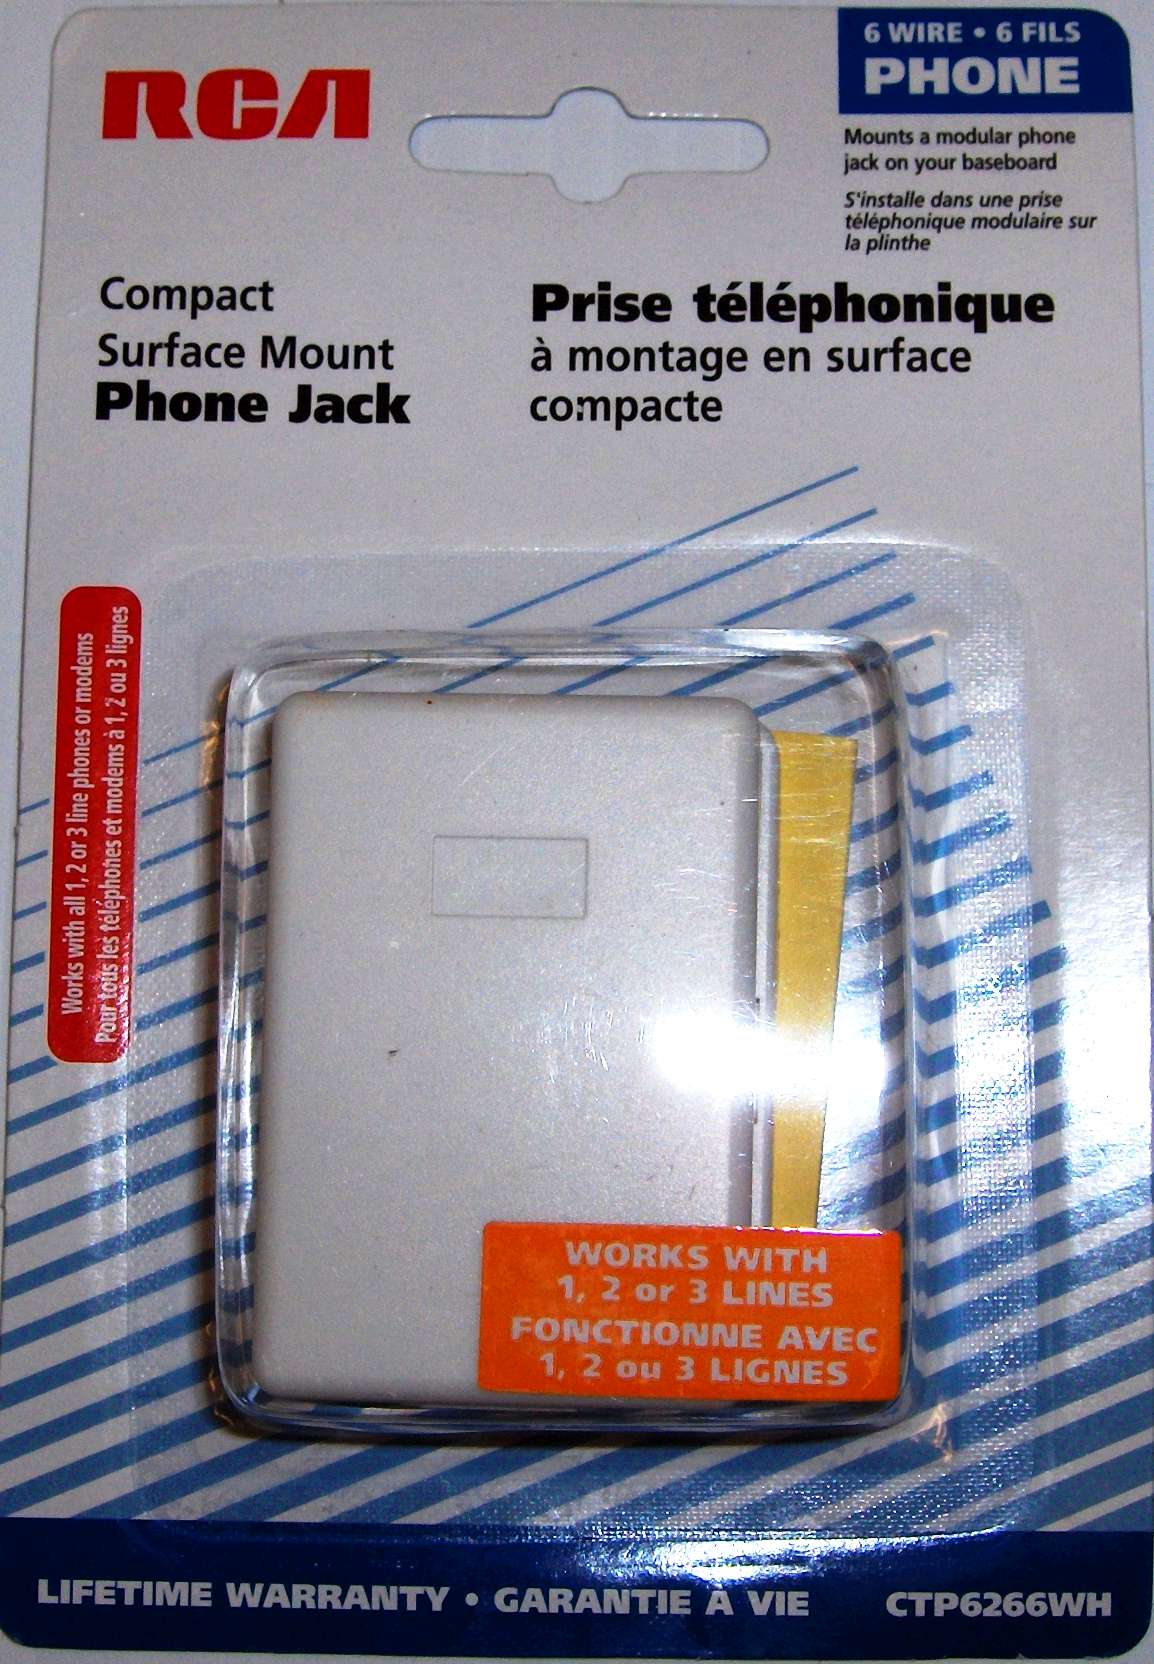 RCA
6 WIRE • 6 FILS
PHONE
Mounts a modular phone
jack on your baseboard
S'installe dans une prise
téléphonique modulaire sur
la plinthe
Compact
Surface Mount
Phone Jack
Prise téléphonique
à montage en surface
compacte
Works with all 1, 2 or 3 line phones or modems
Pour tous les téléphones et modems à 1, 2 ou 3 lignes
WORKS WITH
1, 2 or 3 LINES
FONCTIONNE AVEC
1, 2 ou 3 LIGNES
LIFETIME WARRANTY • GARANTIE A VIE
CTP6266WH